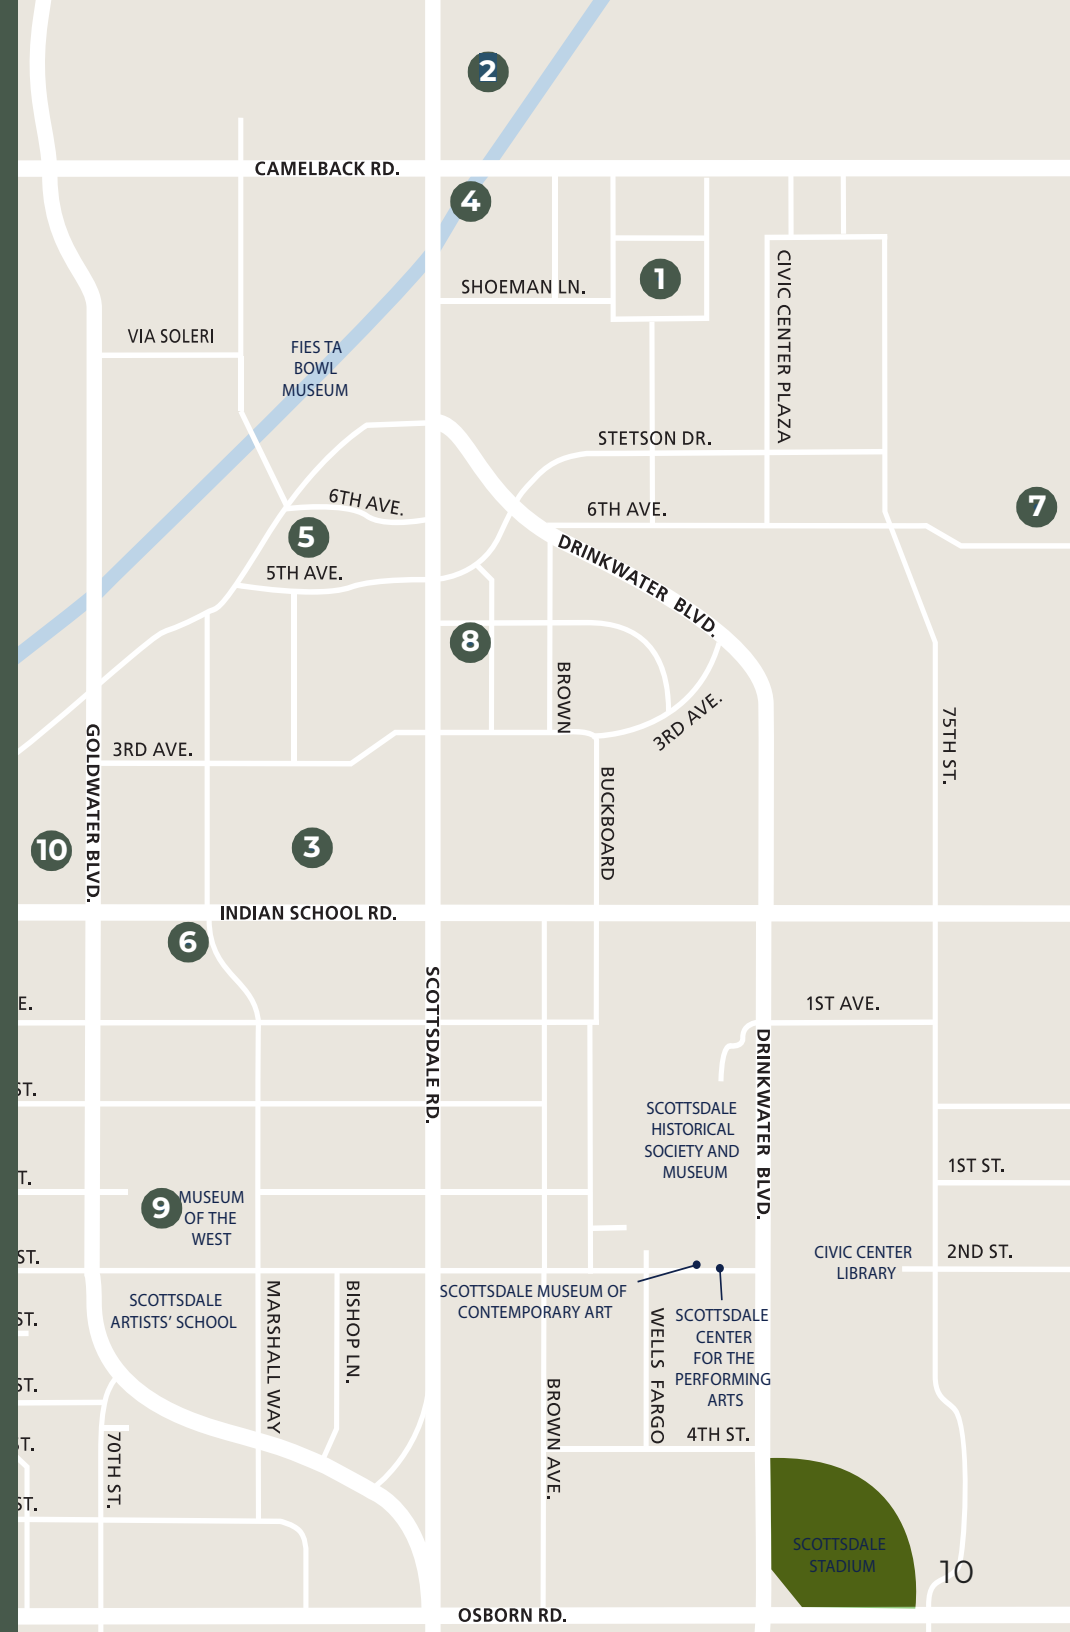 2
CAMELBACK RD.
4
1
SHOEMAN LN.
CIVIC CENTER PLAZA
VIA SOLERI
FIES TA
BOWL
MUSEUM
STETSON DR.
6TH AVE.
6TH AVE.
7
5
5TH AVE.
DRINKWATER BLVD.
8
BROWN
3RD AVE.
75TH ST.
GOLDWATER BLVD.
3RD AVE.
BUCKBOARD
10
3
INDIAN SCHOOL RD.
6
SCOTTSDALE RD.
E.
1ST AVE.
DRINKWATER BLVD.
ST.
SCOTTSDALE
HISTORICAL
SOCIETY AND
MUSEUM
1ST ST.
T.
9
MUSEUM
OF THE
WEST
ST.
CIVIC CENTER
LIBRARY
2ND ST.
SCOTTSDALE MUSEUM OF
CONTEMPORARY ART
SCOTTSDALE
ARTISTS' SCHOOL
MARSHALL WAY
BISHOP LN.
WELLS FARGO
SCOTTSDALE
CENTER
FOR THE
PERFORMING
ARTS
ST.
ST.
BROWN AVE.
4TH ST.
T.
70TH ST.
ST.
SCOTTSDALE
STADIUM
10
OSBORN RD.